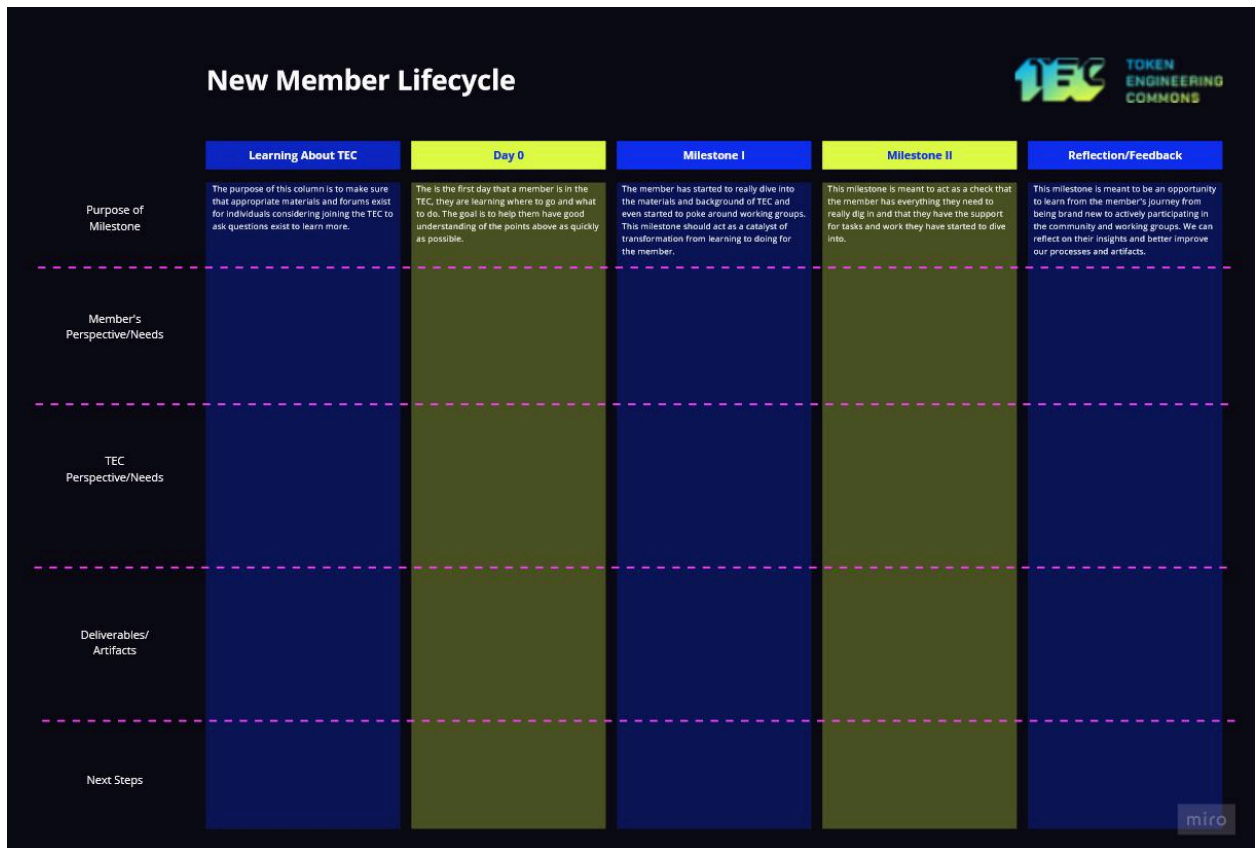 New Member Lifecycle
TEC
TOKEN
ENGINEERING
COMMONS
Learning About TEC
Day 0
Milestone I
Milestone II
Reflection/Feedback
Purpose of
Milestone
The purpose of this column is to make sure
that appropriate materials and forums exist
for individuals considering joining the TEC to
ask questions exist to learn more.
The is the first day that a member is in the
TEC, they are learning where to go and what
to do. The goal is to help them have good
understanding of the points above as quickly
as possible.
The member has started to really dive into
the materials and background of TEC and
even started to poke around working groups.
This milestone should act as a catalyst of
transformation from learning to doing for
the member.
This milestone is meant to act as a check that
the member has everything they need to
really dig in and that they have the support
for tasks and work they have started to dive
into.
This milestone is meant to be an opportunity
to learn from the member's journey from
being brand new to actively participating in
the community and working groups. We can
reflect on their insights and better improve
our processes and artifacts.
Member's
Perspective/Needs
TEC
Perspective/Needs
Deliverables/
Artifacts
Next Steps
miro